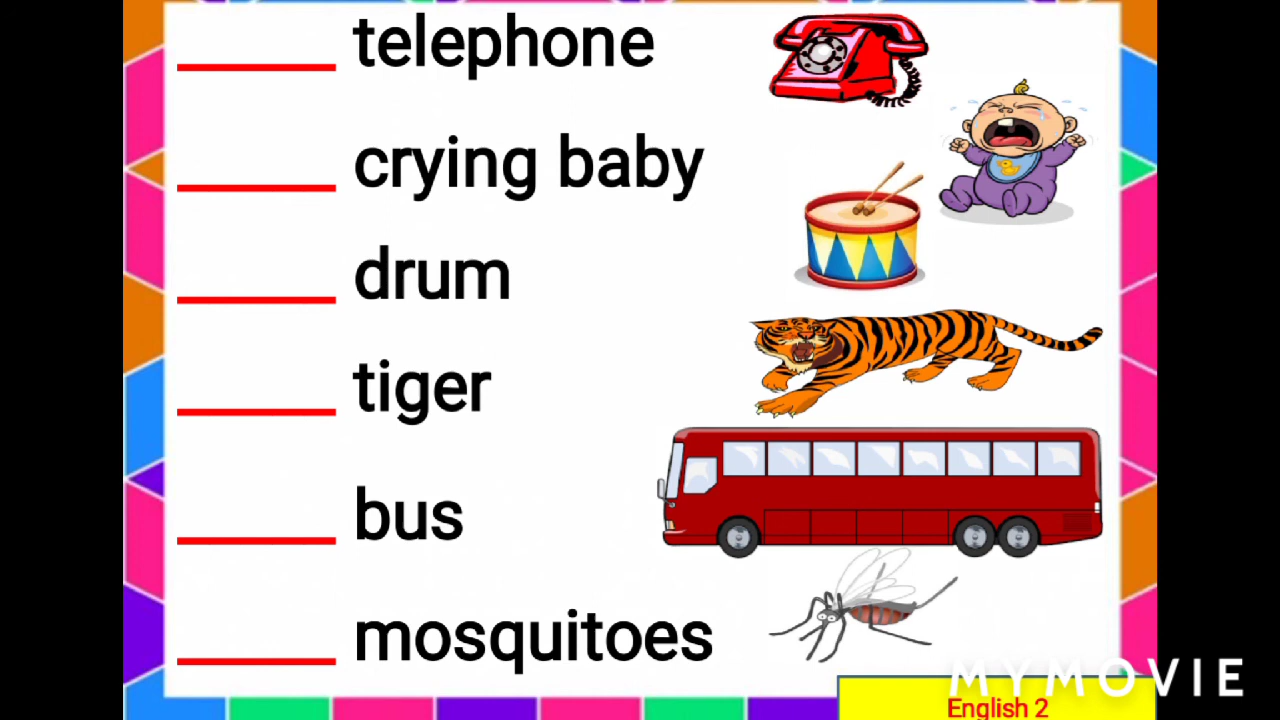 telephone
crying baby
drum
tiger
bus
mosquitoes
MYMOVIE
English 2